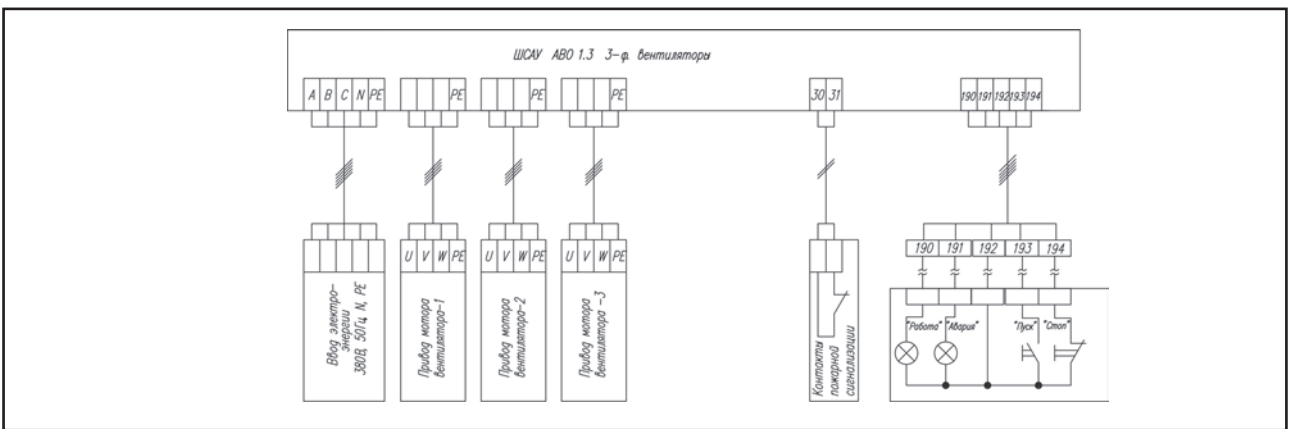 ШСАУ АВО 1.3 3-ф. вентиляторы
A B C N PE
PE
PE
PE
30 31
190 191 192 193 194
U V W PE
U V W PE
U V W PE
190 191 192 193 194
Ввод электро-
энергии
380В, 50Гц, N, PE
Привод мотора
вентилятора-1
Привод мотора
вентилятора-2
Привод мотора
вентилятора -3
Контакты
пожарной
сигнализации
"Работа" "Авария" "Пуск" "Стоп"